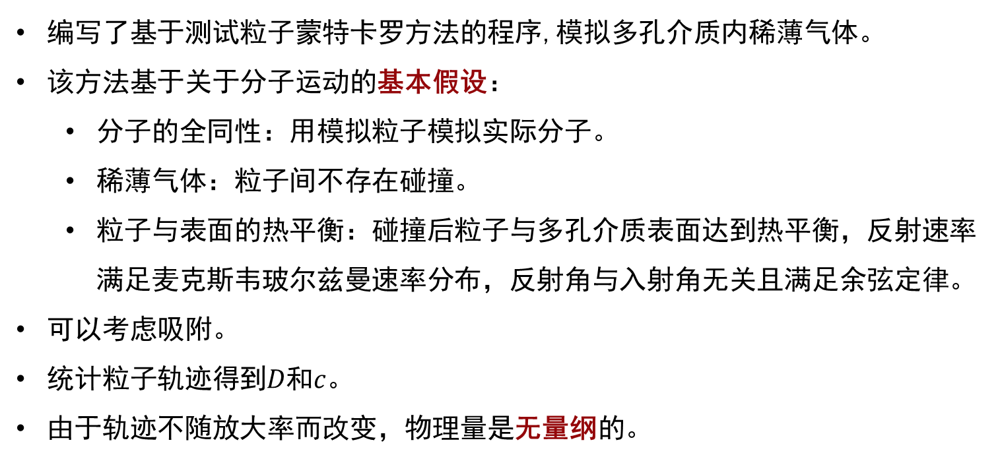 • 编写了基于测试粒子蒙特卡罗方法的程序, 模拟多孔介质内稀薄气体。
• 该方法基于关于分子运动的基本假设：
• 分子的全同性：用模拟粒子模拟实际分子。
• 稀薄气体：粒子间不存在碰撞。
• 粒子与表面的热平衡：碰撞后粒子与多孔介质表面达到热平衡，反射速率
满足麦克斯韦玻尔兹曼速率分布，反射角与入射角无关且满足余弦定律。
• 可以考虑吸附。
• 统计粒子轨迹得到D和c。
• 由于轨迹不随放大率而改变，物理量是无量纲的。